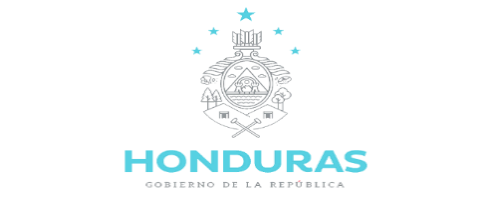 HONDURAS
GOBIERNO DE LA REPÚBLICA